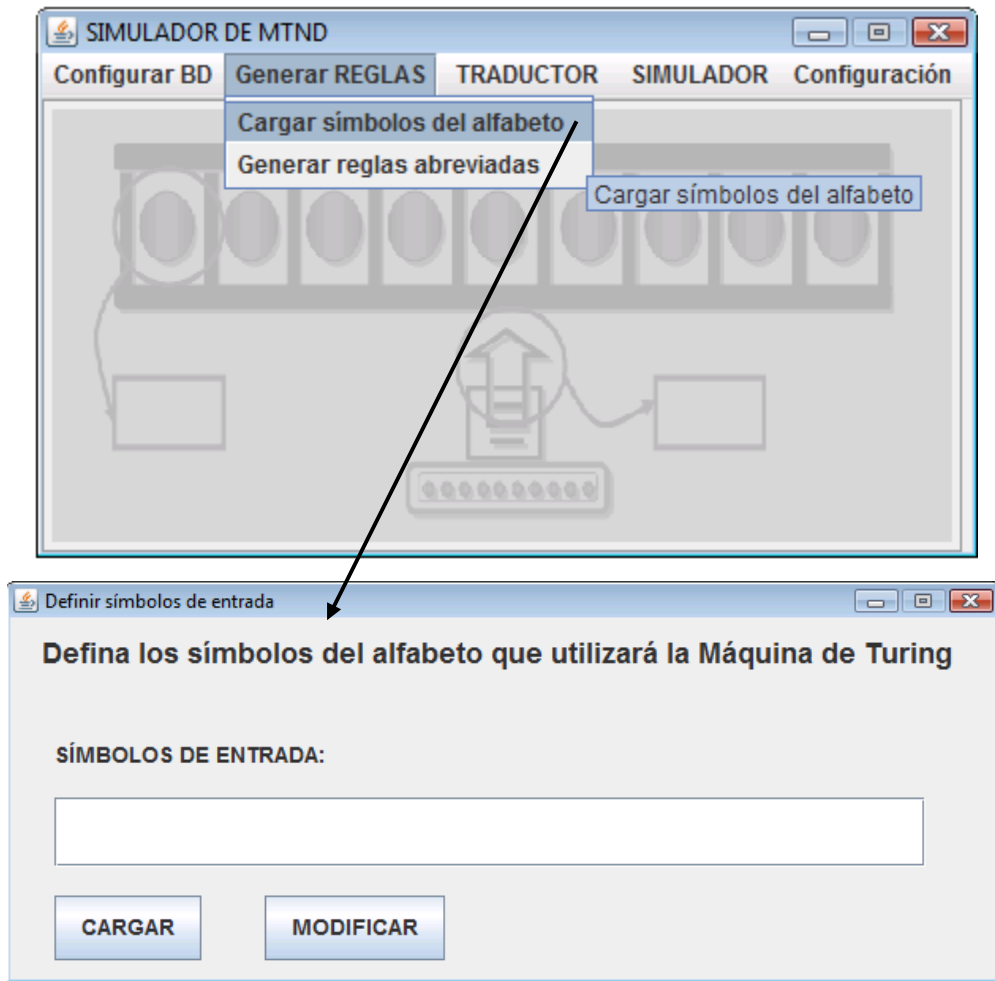 SIMULADOR DE MTND
Configurar BD Generar REGLAS TRADUCTOR SIMULADOR Configuración
Cargar símbolos del alfabeto
Generar reglas abreviadas
Cargar símbolos del alfabeto
Definir símbolos de entrada
Defina los símbolos del alfabeto que utilizará la Máquina de Turing
SÍMBOLOS DE ENTRADA:
CARGAR MODIFICAR